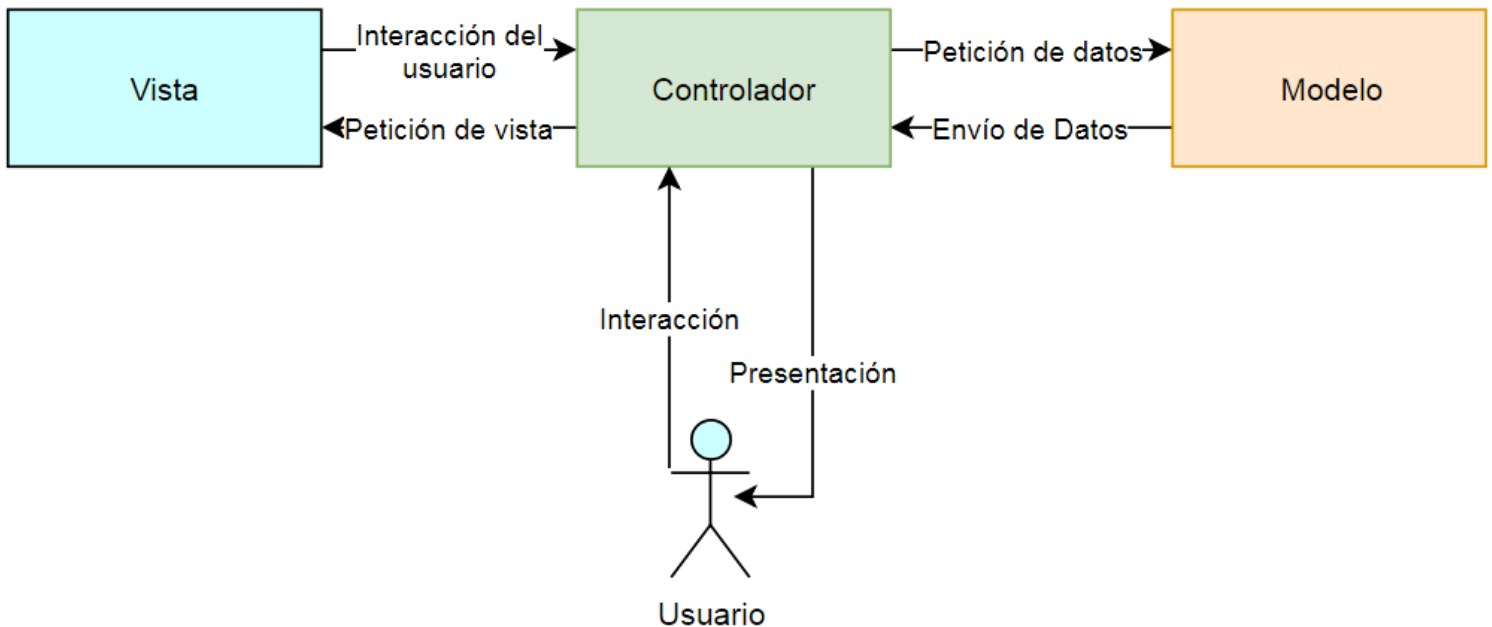 Interacción del
usuario
Vista
Controlador
Petición de datos
Modelo
Petición de vista
Envío de Datos
Interacción
Presentación
Usuario